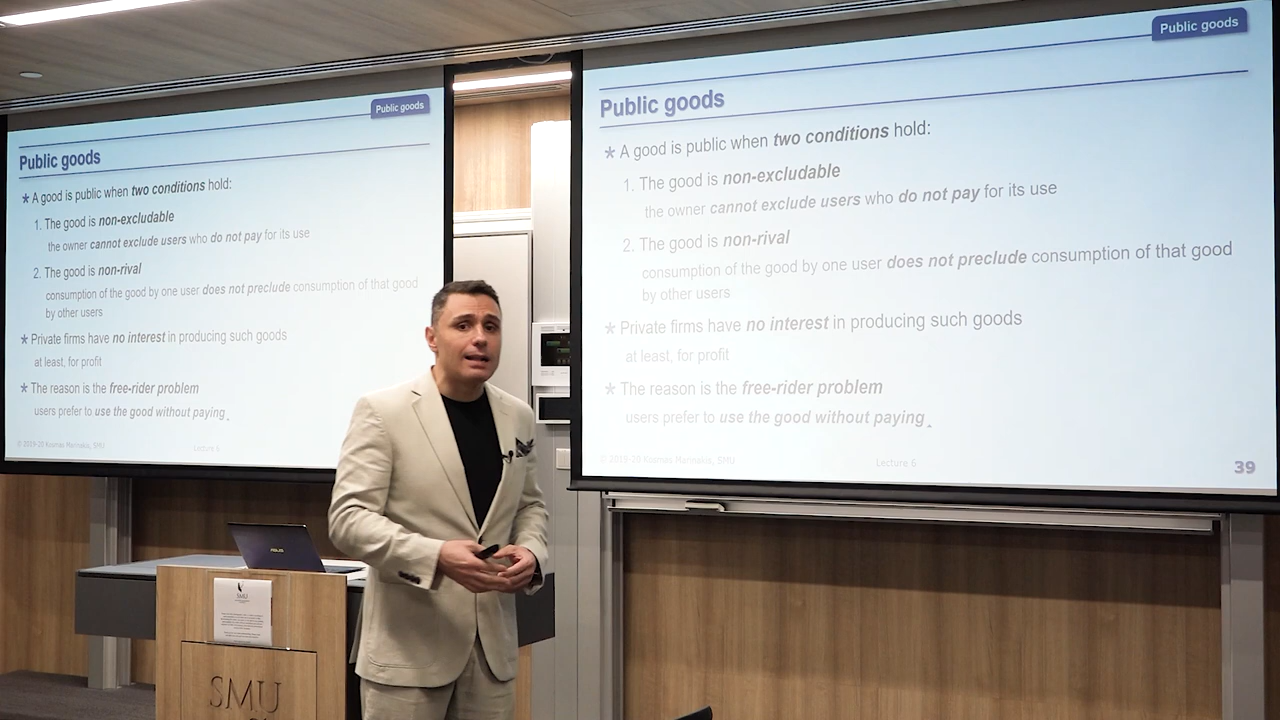 Public goods
Public goods
* A good is public when two conditions hold:
1. The good is non-excludable
the owner cannot exclude users who do not pay for its use
2. The good is non-rival
consumption of the good by one user does not preclude consumption of that good
by other users
* Private firms have no interest in producing such goods
at least, for profit
* The reason is the free-rider problem
users prefer to use the good without paying
Lecture 6
Public goods
Public goods
* A good is public when two conditions hold:
1. The good is non-excludable
the owner cannot exclude users who do not pay for its use
2. The good is non-rival
consumption of the good by one user does not preclude consumption of that good
by other users
* Private firms have no interest in producing such goods
at least, for profit
* The reason is the free-rider problem
users prefer to use the good without paying
Kosmas Marinakis, SMU
Lecture 6
39
ASUS
SMU
SMU